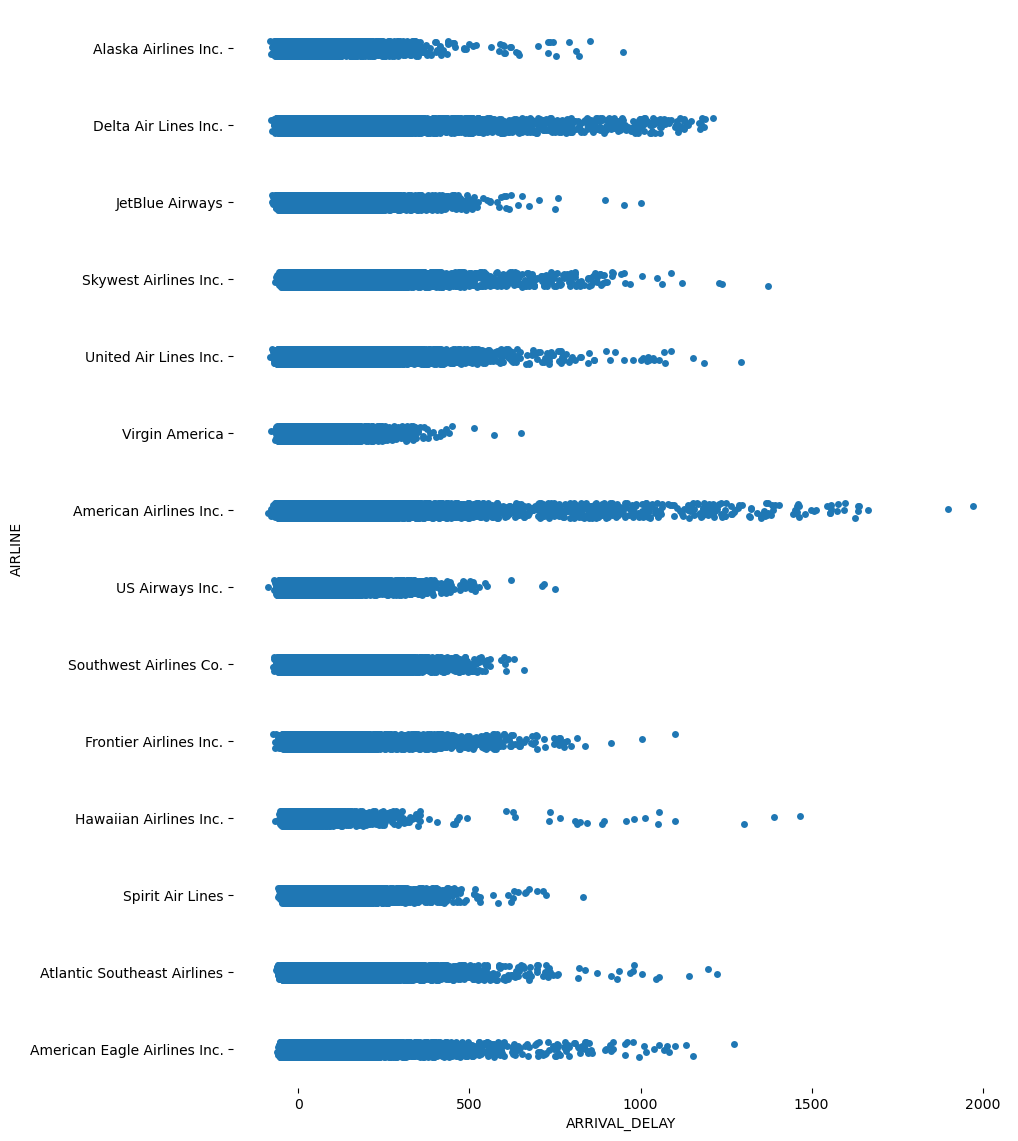 Alaska Airlines Inc.
Delta Air Lines Inc.
JetBlue Airways
Skywest Airlines Inc.
United Air Lines Inc.
Virgin America
American Airlines Inc.
US Airways Inc.
Southwest Airlines Co.
Frontier Airlines Inc.
Hawaiian Airlines Inc.
Spirit Air Lines
Atlantic Southeast Airlines
American Eagle Airlines Inc.
AIRLINE
0 500 1000 1500 2000
ARRIVAL_DELAY